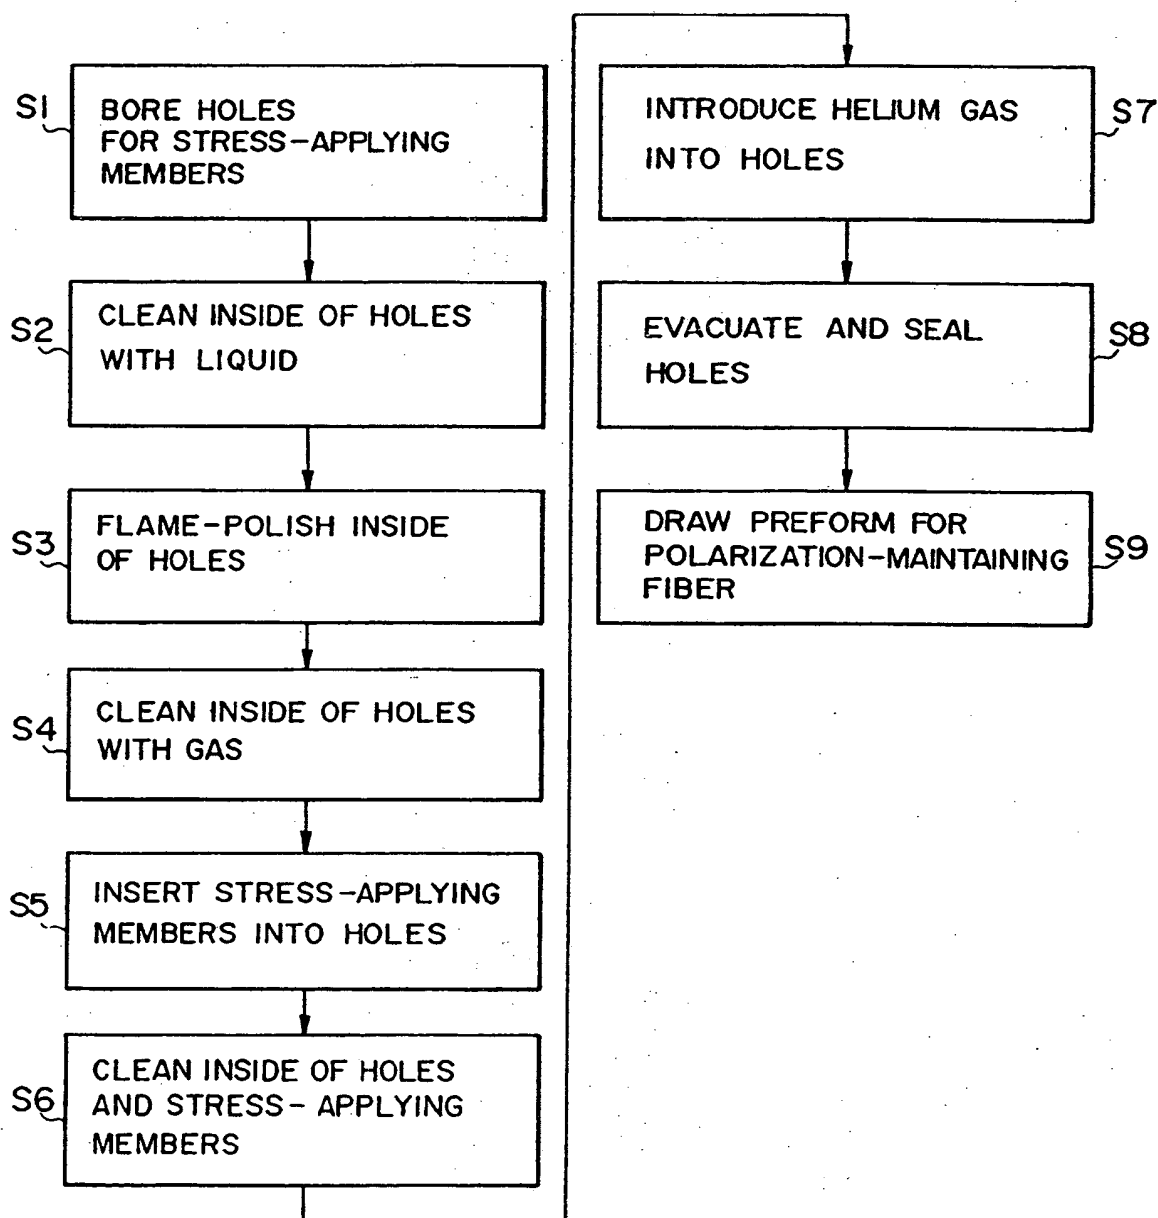 S1
BORE HOLES
FOR STRESS-APPLYING
MEMBERS
S2
CLEAN INSIDE OF HOLES
WITH LIQUID
S3
FLAME-POLISH INSIDE
OF HOLES
S4
CLEAN INSIDE OF HOLES
WITH GAS
S5
INSERT STRESS-APPLYING
MEMBERS INTO HOLES
S6
CLEAN INSIDE OF HOLES
AND STRESS-APPLYING
MEMBERS
S7
INTRODUCE HELIUM GAS
INTO HOLES
S8
EVACUATE AND SEAL
HOLES
S9
DRAW PREFORM FOR
POLARIZATION-MAINTAINING
FIBER